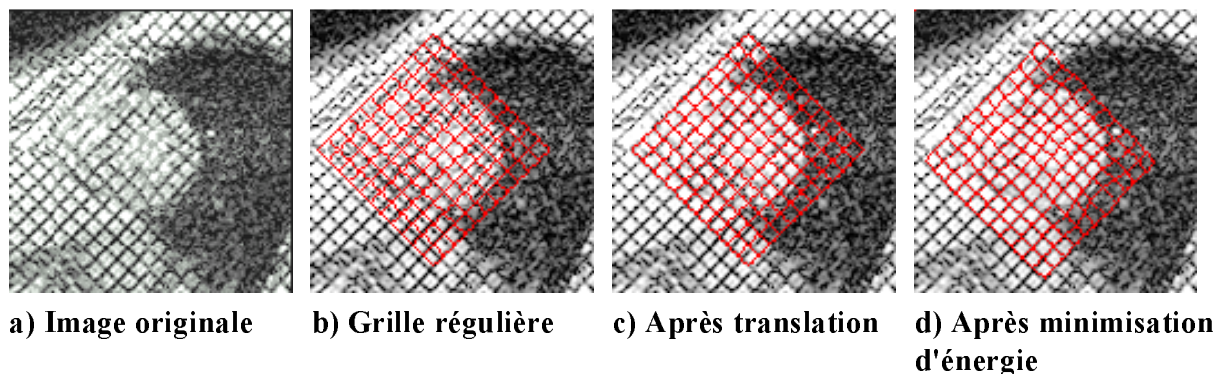 a) Image originale
b) Grille régulière
c) Après translation
d) Après minimisation
d'énergie